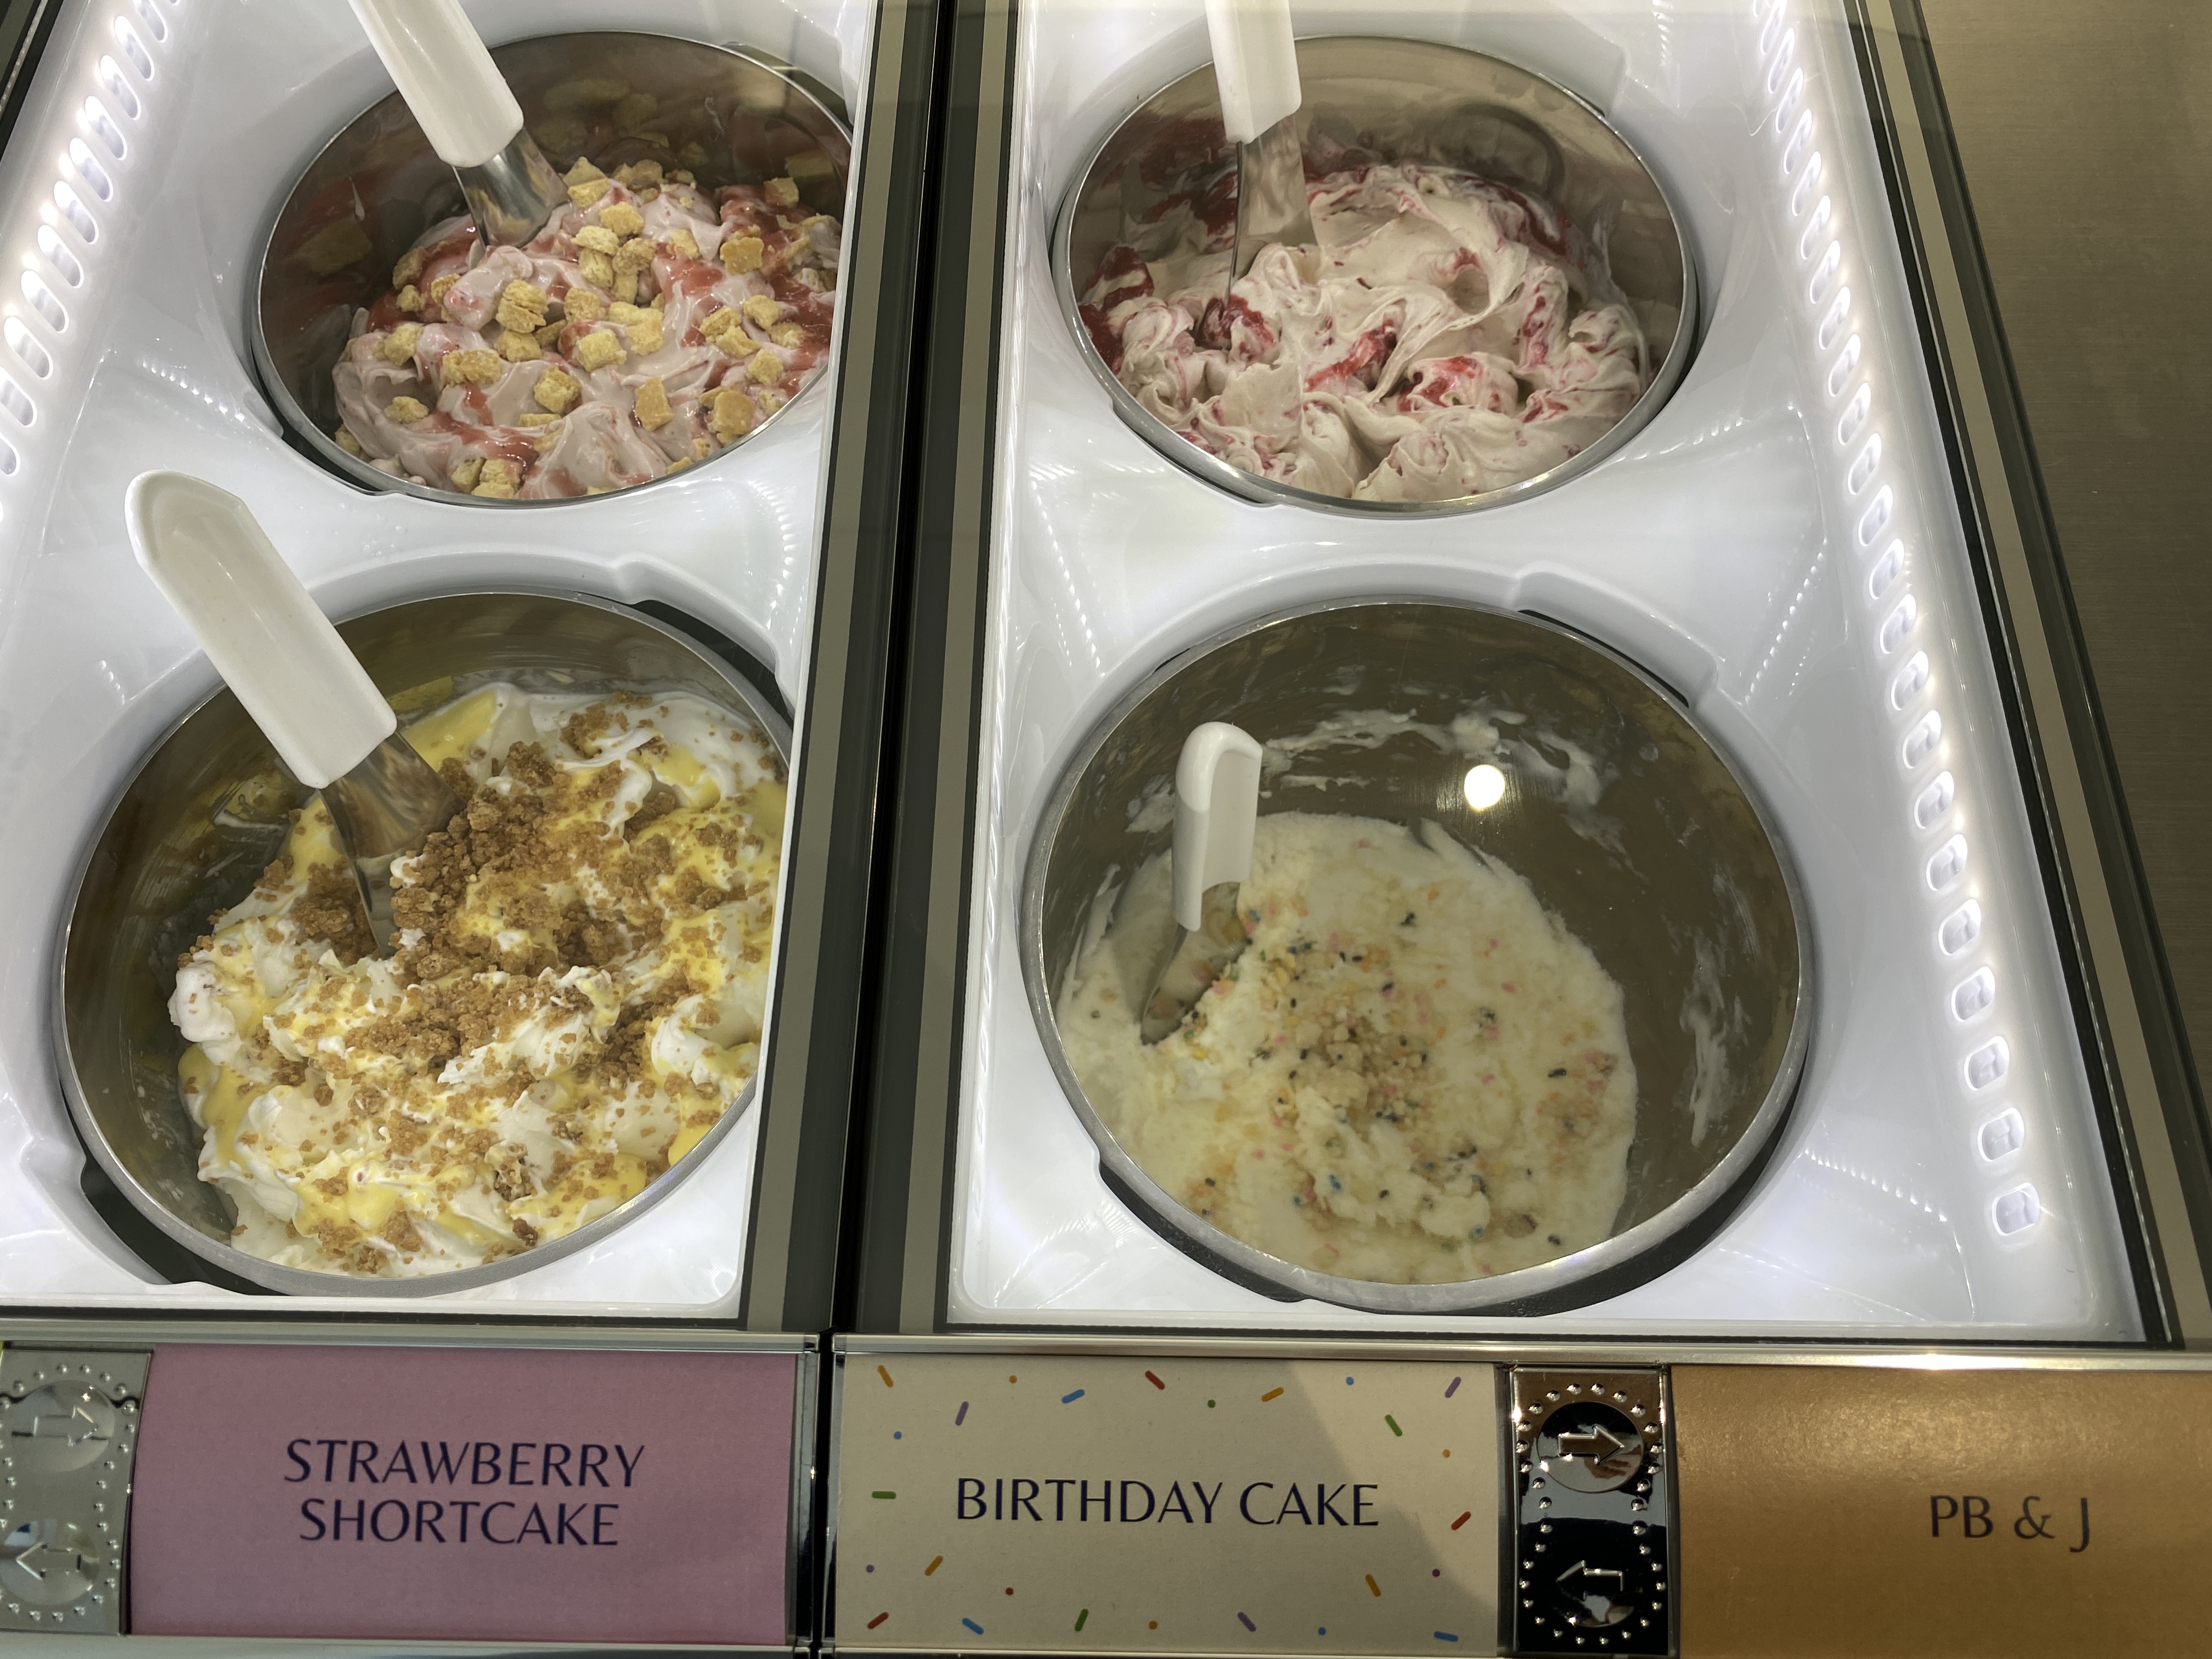 STRAWBERRY
SHORTCAKE
BIRTHDAY CAKE
PB & J